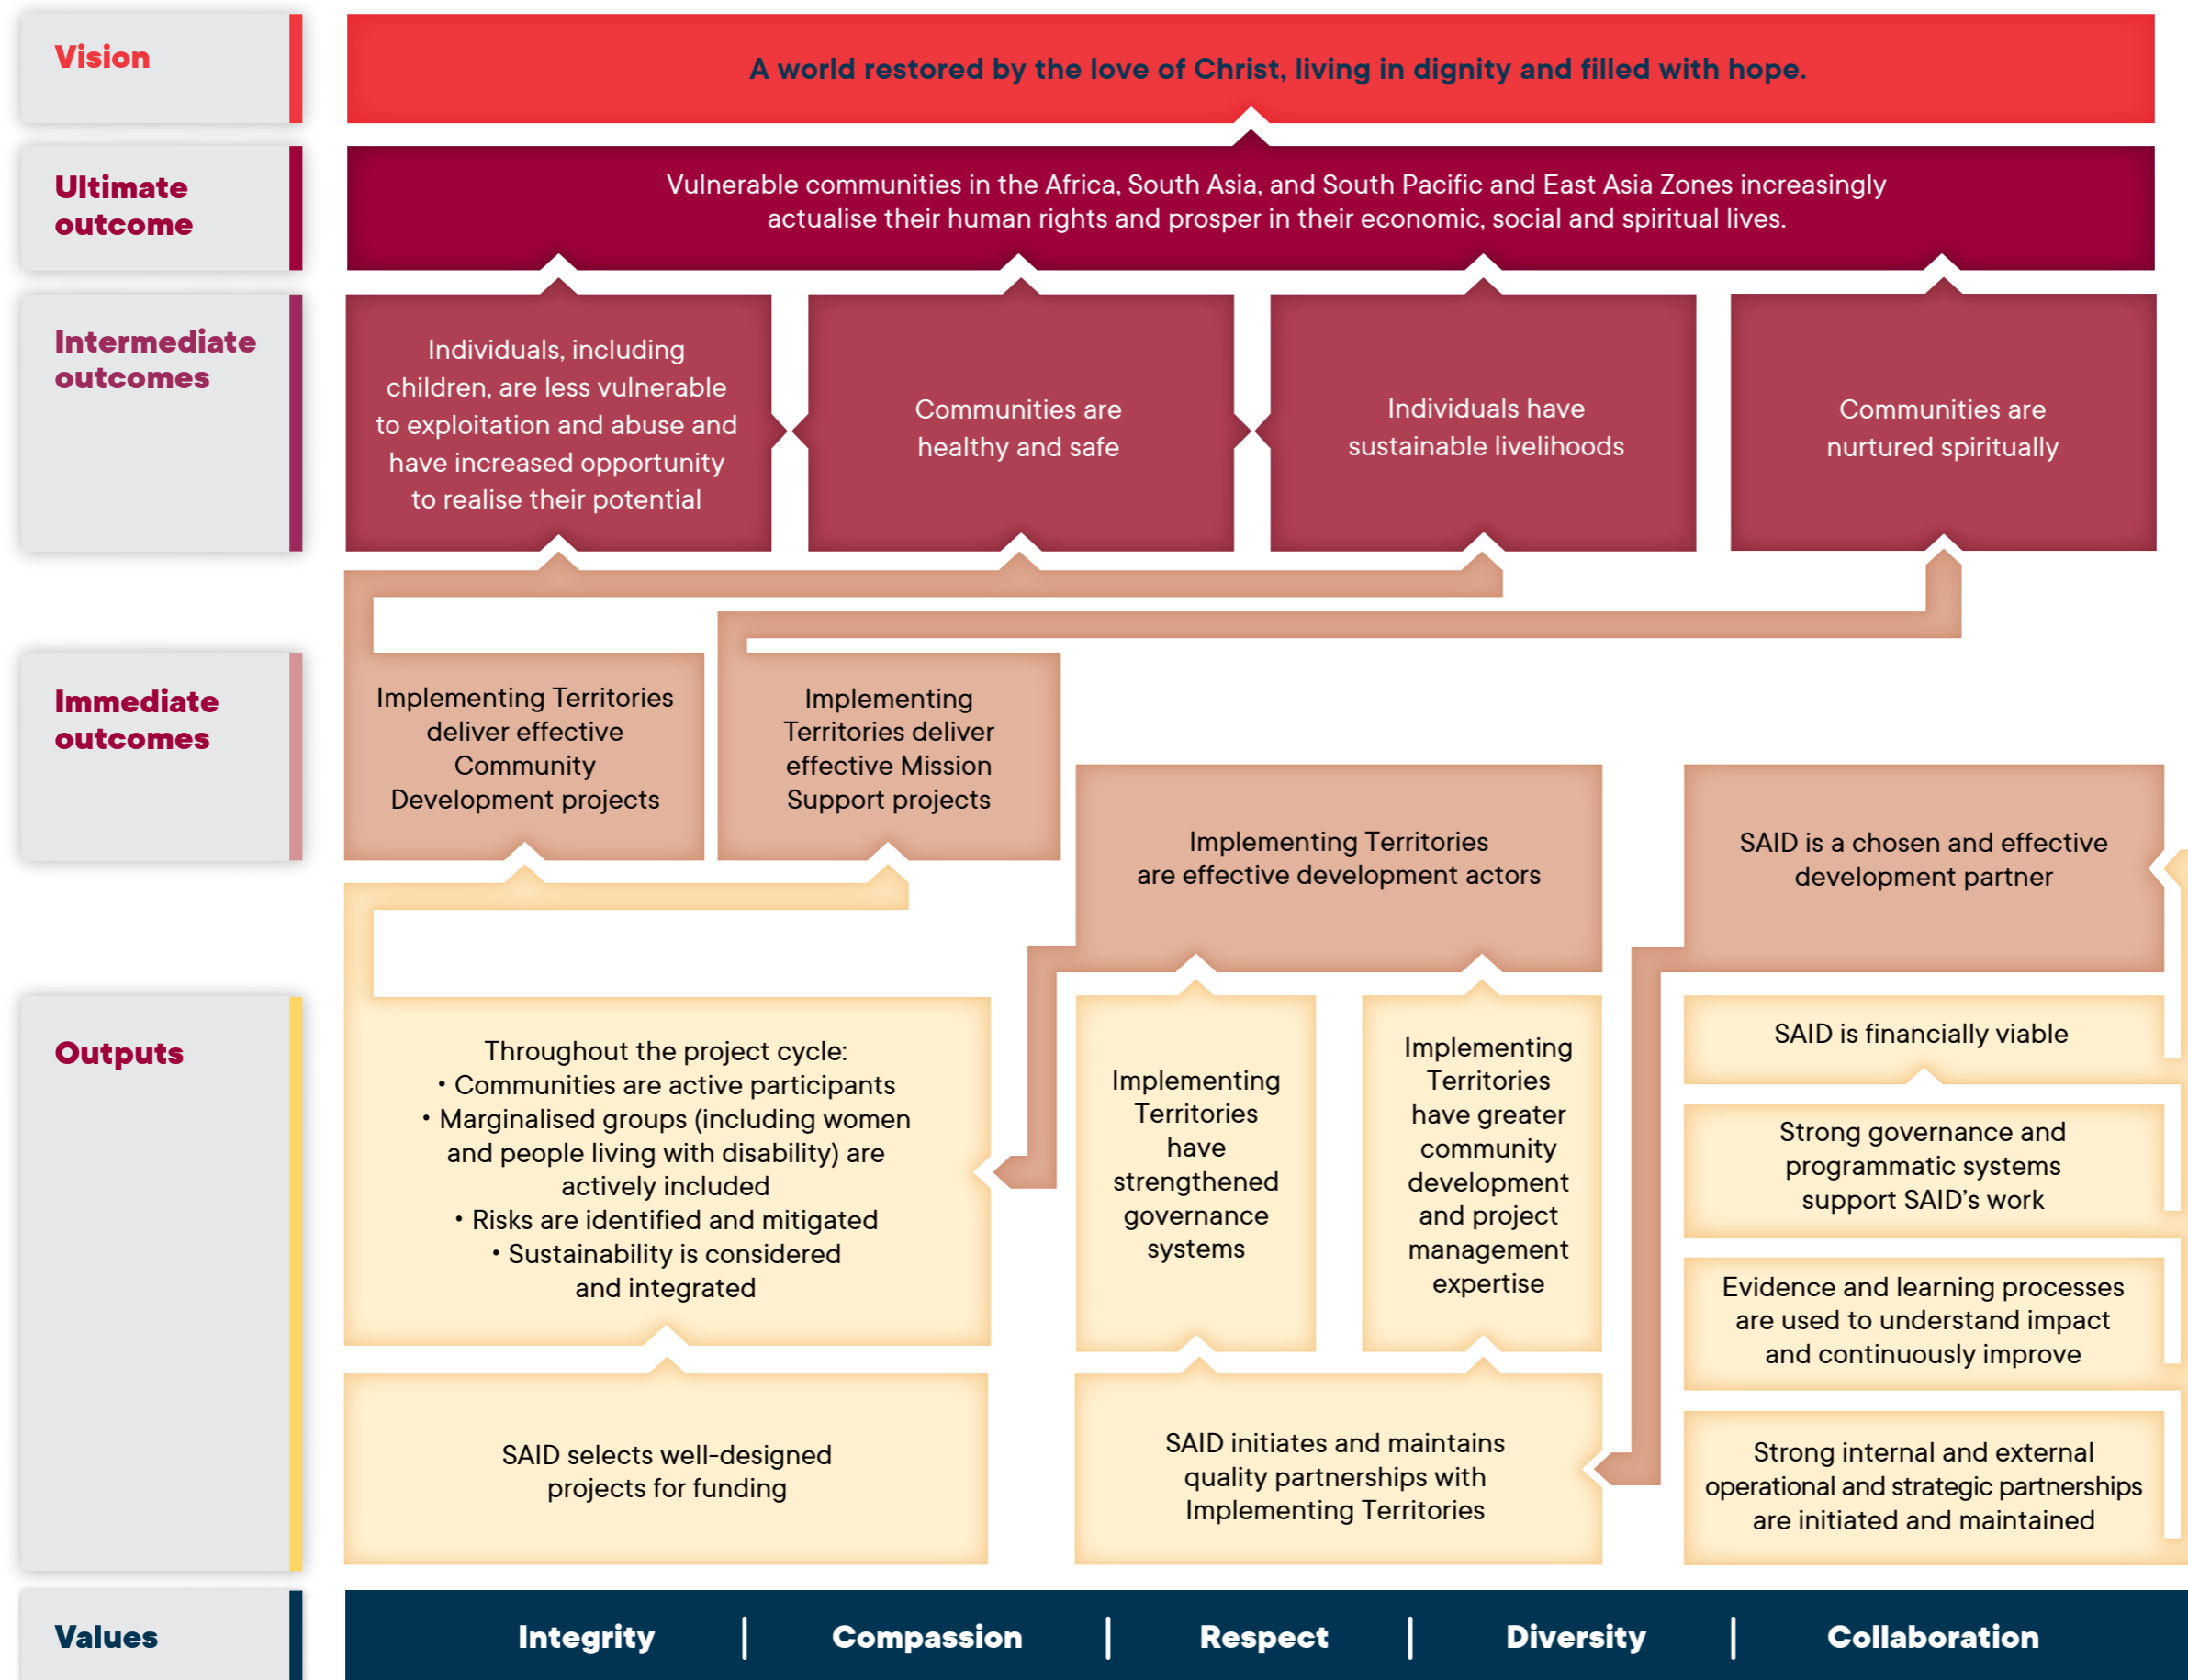 Vision
A world restored by the love of Christ, living in dignity and filled with hope.
Ultimate
outcome
Vulnerable communities in the Africa, South Asia, and South Pacific and East Asia Zones increasingly
actualise their human rights and prosper in their economic, social and spiritual lives.
Intermediate
outcomes
Individuals, including
children, are less vulnerable
to exploitation and abuse and
have increased opportunity
to realise their potential
Communities are
healthy and safe
Individuals have
sustainable livelihoods
Communities are
nurtured spiritually
Immediate
outcomes
Implementing Territories
deliver effective
Community
Development projects
Implementing
Territories deliver
effective Mission
Support projects
Implementing Territories
are effective development actors
SAID is a chosen and effective
development partner
Outputs
Throughout the project cycle:
• Communities are active participants
• Marginalised groups (including women
and people living with disability) are
actively included
• Risks are identified and mitigated
• Sustainability is considered
and integrated
Implementing
Territories
have
strengthened
governance
systems
Implementing
Territories
have greater
community
development
and project
management
expertise
SAID is financially viable
Strong governance and
programmatic systems
support SAID’s work
Evidence and learning processes
are used to understand impact
and continuously improve
Strong internal and external
operational and strategic partnerships
are initiated and maintained
SAID selects well-designed
projects for funding
SAID initiates and maintains
quality partnerships with
Implementing Territories
Values
Integrity | Compassion | Respect | Diversity | Collaboration